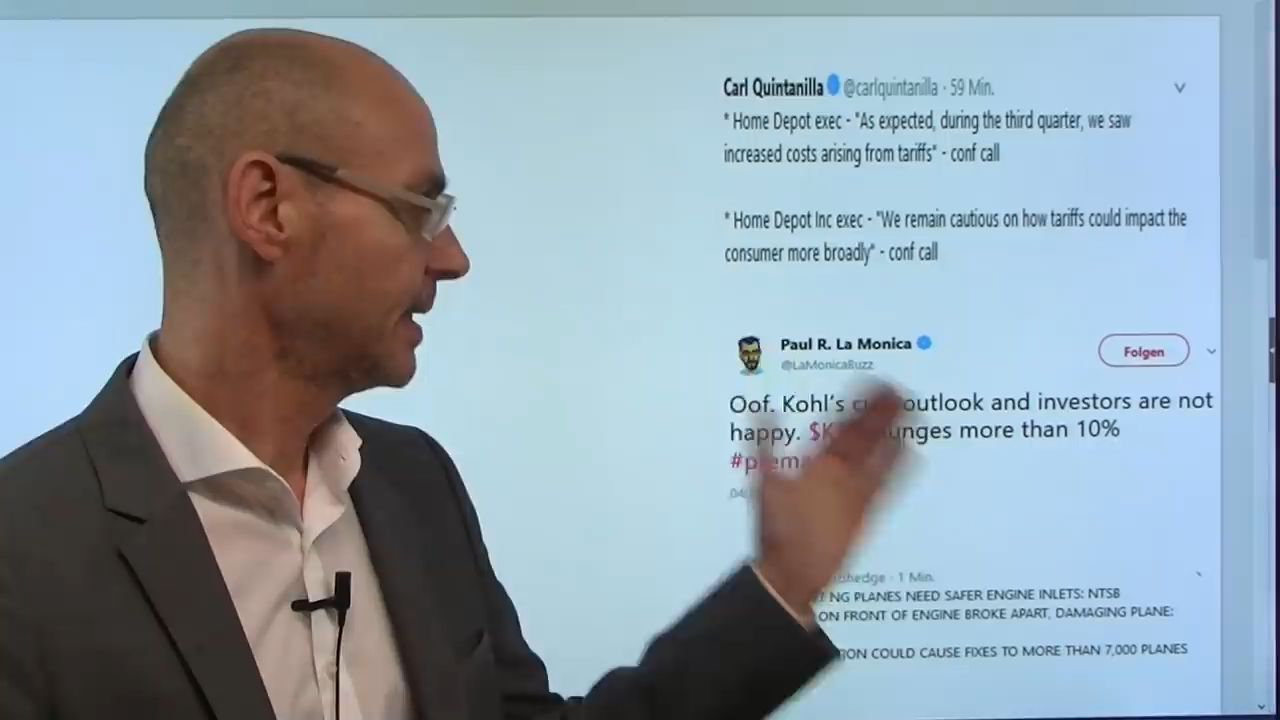 Carl Quintanilla @carlquintanilla · 59 Min.
* Home Depot exec - "As expected, during the third quarter, we saw
increased costs arising from tariffs" - conf call
* Home Depot Inc exec - "We remain cautious on how tariffs could impact the
consumer more broadly" - conf call
Paul R. La Monica
@LaMonicaBuzz
Folgen
Oof. Kohl's outlook and investors are not
happy. more than 10%
1 Min.
NG PLANES NEED SAFER ENGINE INLETS: NTSB
ON FRONT OF ENGINE BROKE APART, DAMAGING PLANE:
COULD CAUSE FIXES TO MORE THAN 7,000 PLANES